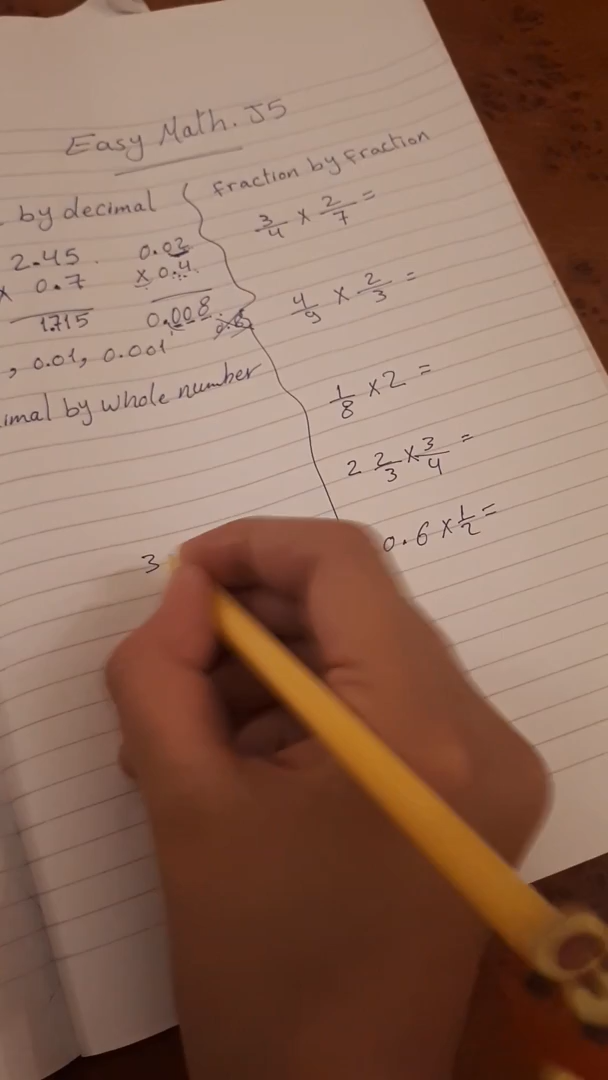 Easy Math. J5
by decimal
2.45
x 0.7
1.715
0.02
x 0.4
0.008
, 0.01, 0.001
imal by whole number
3
fraction by fraction
3/4 x 2/7 =
4/9 x 2/3 =
1/8 x 2 =
2 2/3 x 3/4 =
0.6 x 1/2 =